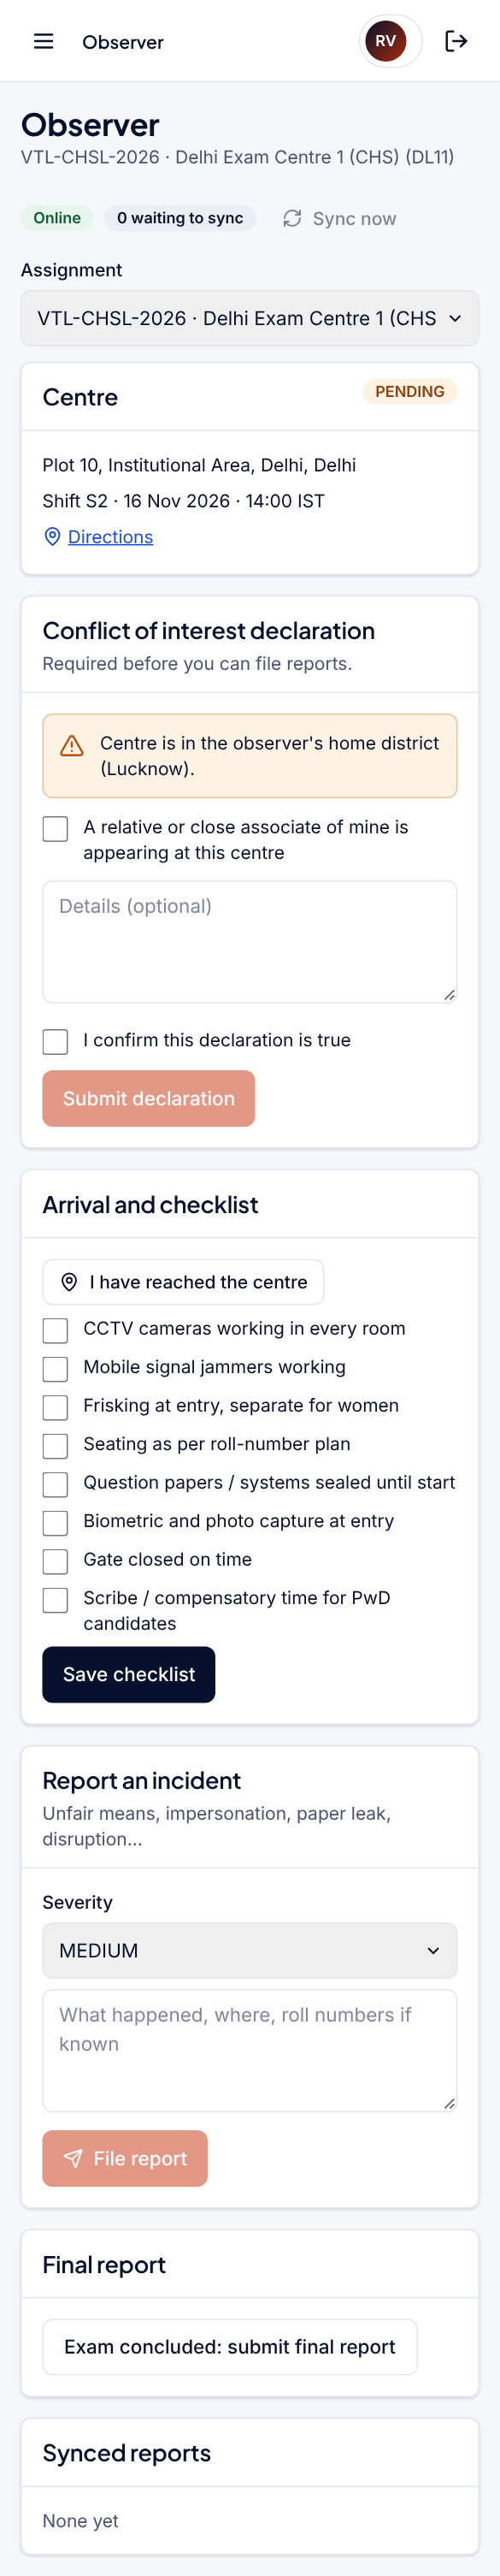 Observer
RV
Observer
VTL-CHSL-2026 · Delhi Exam Centre 1 (CHS) (DL11)
Online
0 waiting to sync
Sync now
Assignment
VTL-CHSL-2026 · Delhi Exam Centre 1 (CHS
Centre
PENDING
Plot 10, Institutional Area, Delhi, Delhi
Shift S2 · 16 Nov 2026 · 14:00 IST
Directions
Conflict of interest declaration
Required before you can file reports.
Centre is in the observer's home district
(Lucknow).
A relative or close associate of mine is
appearing at this centre
Details (optional)
I confirm this declaration is true
Submit declaration
Arrival and checklist
I have reached the centre
CCTV cameras working in every room
Mobile signal jammers working
Frisking at entry, separate for women
Seating as per roll-number plan
Question papers / systems sealed until start
Biometric and photo capture at entry
Gate closed on time
Scribe / compensatory time for PwD
candidates
Save checklist
Report an incident
Unfair means, impersonation, paper leak,
disruption...
Severity
MEDIUM
What happened, where, roll numbers if
known
File report
Final report
Exam concluded: submit final report
Synced reports
None yet